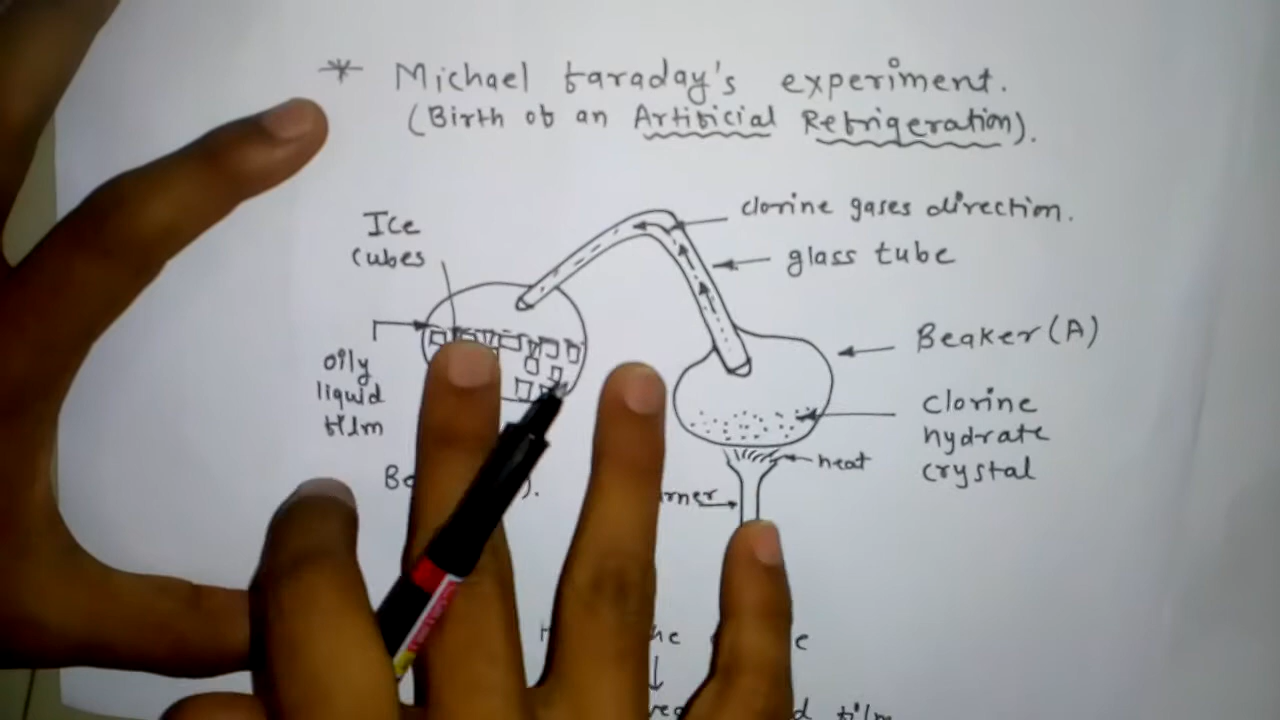 * Michael faraday's experiment.
(Birth of an Artificial Refrigeration).
clorine gases direction.
Ice
cubes
glass tube
Beaker (A)
oily
liquid
film
clorine
hydrate
crystal
heat